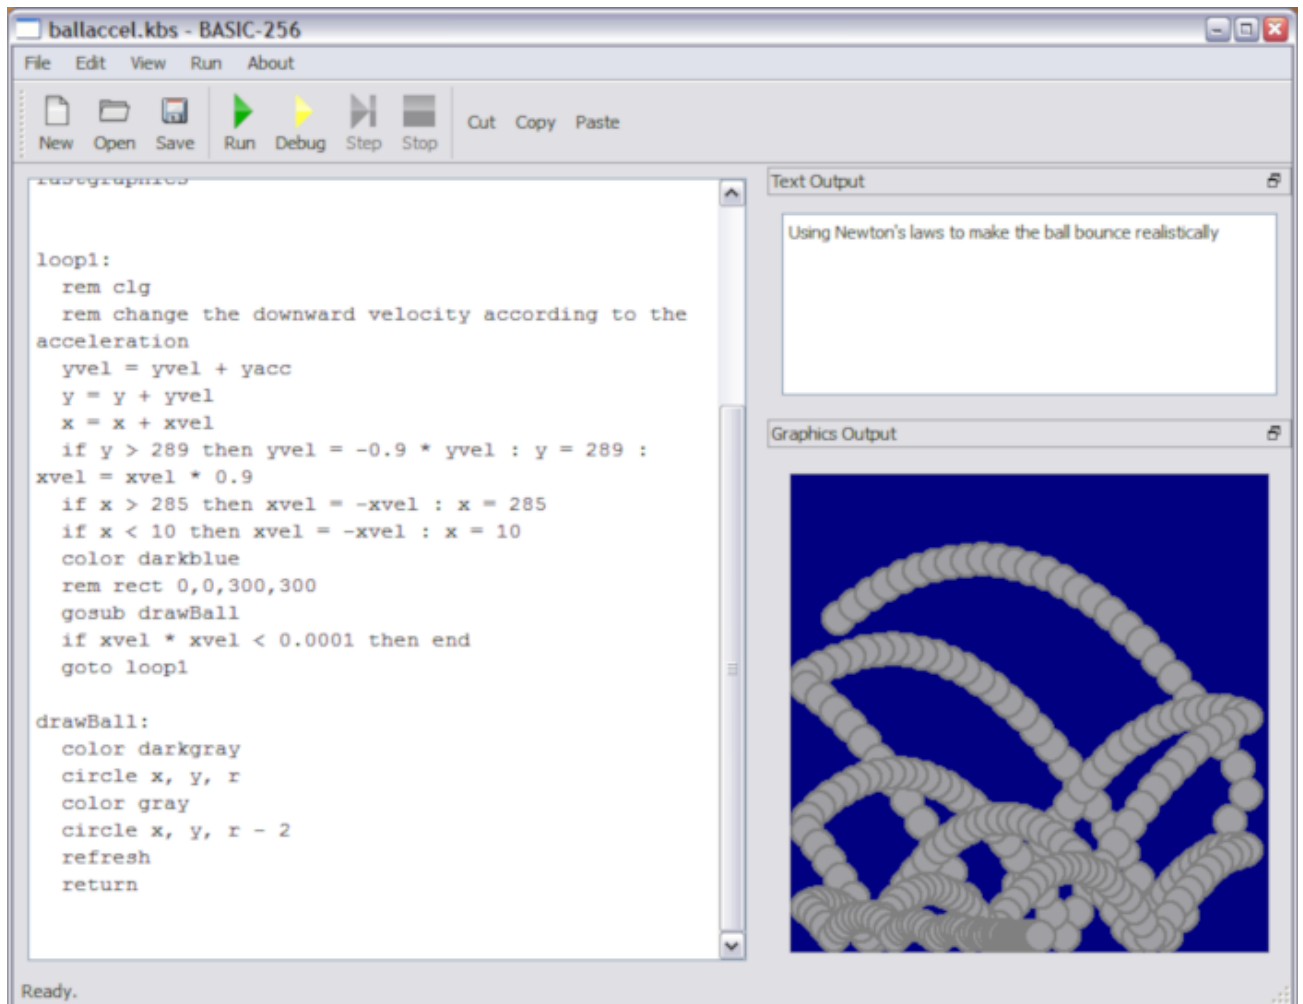 ballaccel.kbs - BASIC-256
File Edit View Run About
New Open Save Run Debug Step Stop Cut Copy Paste
fastgraphics
loop1:
rem clg
rem change the downward velocity according to the
acceleration
yvel = yvel + yacc
y = y + yvel
x = x + xvel
if y > 289 then yvel = -0.9 * yvel : y = 289 :
xvel = xvel * 0.9
if x > 285 then xvel = -xvel : x = 285
if x < 10 then xvel = -xvel : x = 10
color darkblue
rem rect 0,0,300,300
gosub drawBall
if xvel * xvel < 0.0001 then end
goto loop1
drawBall:
color darkgray
circle x, y, r
color gray
circle x, y, r - 2
refresh
return
Text Output
Using Newton's laws to make the ball bounce realistically
Graphics Output
Ready.